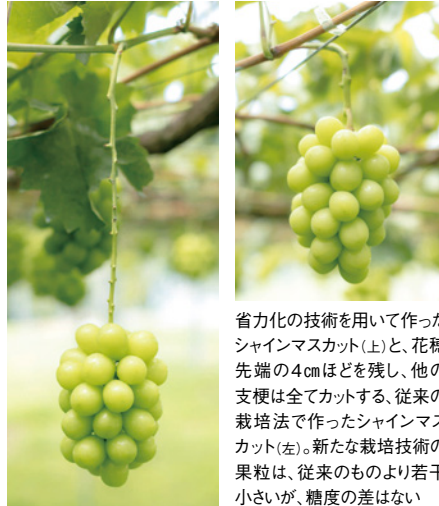 省力化の技術を用いて作った
シャインマスカット(上)と、花穂
先端の4㎝ほどを残し、他の
支梗は全てカットする、従来の
栽培法で作ったシャインマス
カット(左)。新たな栽培技術の
果粒は、従来のものより若干
小さいが、糖度の差はない